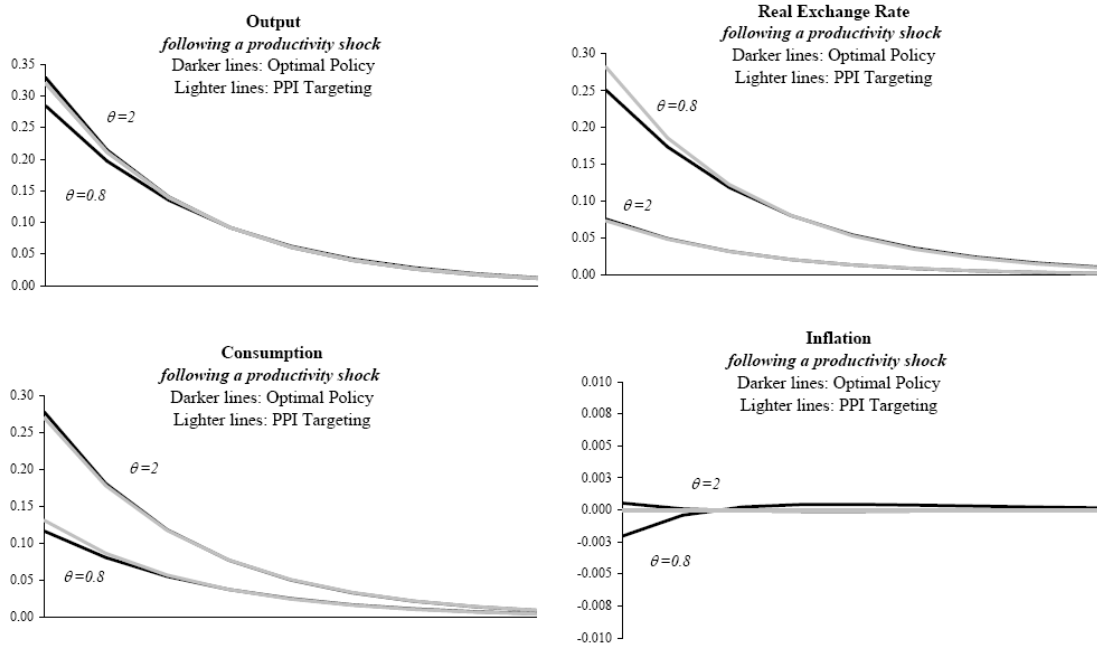 Output
following a productivity shock
Darker lines: Optimal Policy
Lighter lines: PPI Targeting
0.35
0.30
0.25
0.20
0.15
0.10
0.05
0.00
θ=2
θ=0.8
Real Exchange Rate
following a productivity shock
Darker lines: Optimal Policy
Lighter lines: PPI Targeting
0.30
0.25
0.20
0.15
0.10
0.05
0.00
θ=0.8
θ=2
Consumption
following a productivity shock
Darker lines: Optimal Policy
Lighter lines: PPI Targeting
0.30
0.25
0.20
0.15
0.10
0.05
0.00
θ=2
θ=0.8
Inflation
following a productivity shock
Darker lines: Optimal Policy
Lighter lines: PPI Targeting
0.010
0.008
0.005
0.003
0.000
-0.003
-0.005
-0.008
-0.010
θ=2
θ=0.8